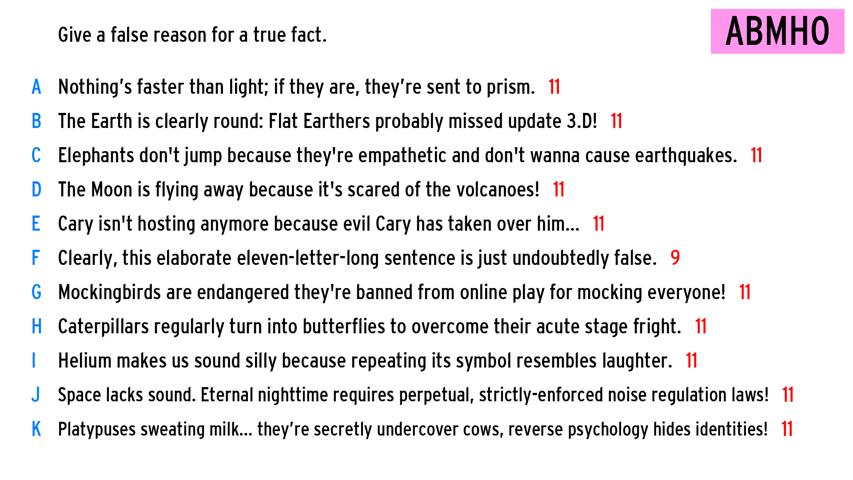 Give a false reason for a true fact.
ABMHO
A Nothing's faster than light; if they are, they're sent to prism. 11
B The Earth is clearly round: Flat Earthers probably missed update 3.D! 11
C Elephants don't jump because they're empathetic and don't wanna cause earthquakes. 11
D The Moon is flying away because it's scared of the volcanoes! 11
E Cary isn't hosting anymore because evil Cary has taken over him... 11
F Clearly, this elaborate eleven-letter-long sentence is just undoubtedly false. 9
G Mockingbirds are endangered they're banned from online play for mocking everyone! 11
H Caterpillars regularly turn into butterflies to overcome their acute stage fright. 11
I Helium makes us sound silly because repeating its symbol resembles laughter. 11
J Space lacks sound. Eternal nighttime requires perpetual, strictly-enforced noise regulation laws! 11
K Platypuses sweating milk... they're secretly undercover cows, reverse psychology hides identities! 11